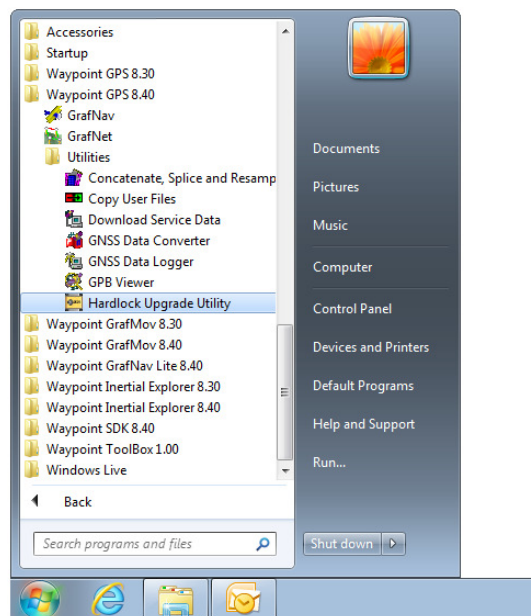 Accessories
Startup
Waypoint GPS 8.30
Waypoint GPS 8.40
GrafNav
GrafNet
Utilities
Concatenate, Splice and Resamp
Copy User Files
Download Service Data
GNSS Data Converter
GNSS Data Logger
GPB Viewer
Hardlock Upgrade Utility
Waypoint GrafMov 8.30
Waypoint GrafMov 8.40
Waypoint GrafNav Lite 8.40
Waypoint Inertial Explorer 8.30
Waypoint Inertial Explorer 8.40
Waypoint SDK 8.40
Waypoint ToolBox 1.00
Windows Live
Back
Search programs and files
Documents
Pictures
Music
Computer
Control Panel
Devices and Printers
Default Programs
Help and Support
Run...
Shut down